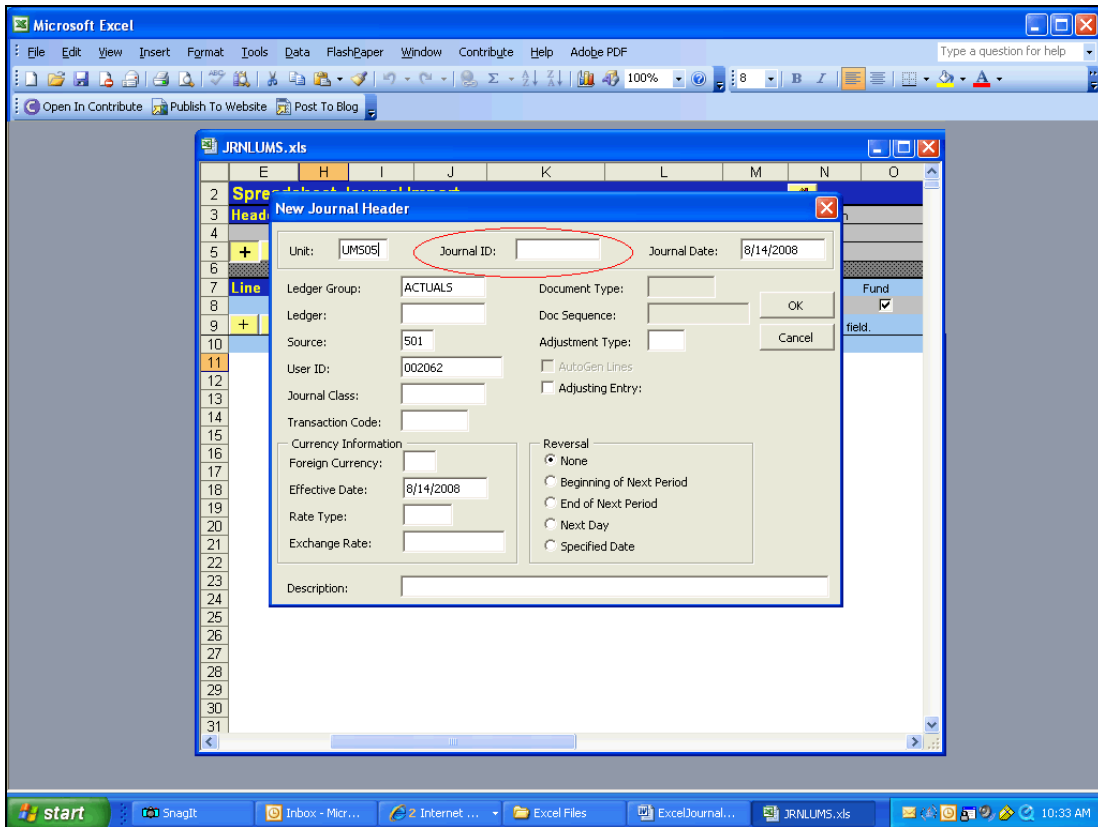 Microsoft Excel
File Edit View Insert Format Tools Data FlashPaper Window Contribute Help Adobe PDF Type a question for help
100% 8 B I A
Open In Contribute Publish To Website Post To Blog
JRNLUMS.xls
E H I J K L M N O
2 Spre
3 Head
4
5 +
6
7 Line Fund
8
9 + field.
10
11
12
13
14
15
16
17
18
19
20
21
22
23
24
25
26
27
28
29
30
31
New Journal Header
Unit: UMS05 Journal ID: Journal Date: 8/14/2008
Ledger Group: ACTUALS Document Type:
Ledger: Doc Sequence: OK
Source: 501 Adjustment Type: Cancel
User ID: 002062 AutoGen Lines
Journal Class: Adjusting Entry:
Transaction Code:
Currency Information Reversal
Foreign Currency: None
Effective Date: 8/14/2008 Beginning of Next Period
Rate Type: End of Next Period
Exchange Rate: Next Day
Specified Date
Description:
start SnagIt Inbox - Micr... 2 Internet ... Excel Files ExcelJournal... JRNLUMS.xls 10:33 AM